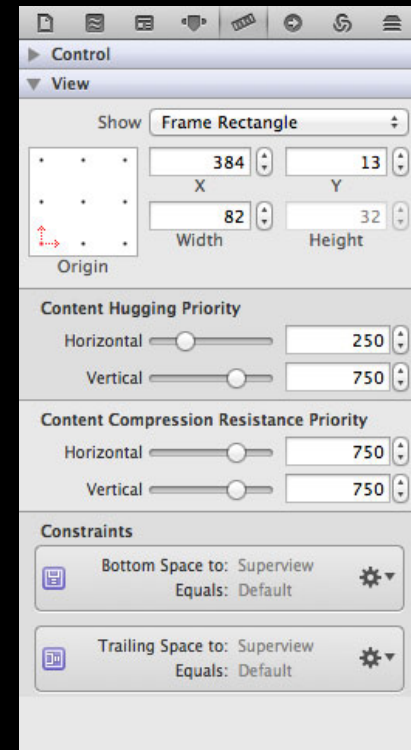 Control
View
Show Frame Rectangle
384 13
X Y
82 32
Width Height
Origin
Content Hugging Priority
Horizontal 250
Vertical 750
Content Compression Resistance Priority
Horizontal 750
Vertical 750
Constraints
Bottom Space to: Superview
Equals: Default
Trailing Space to: Superview
Equals: Default